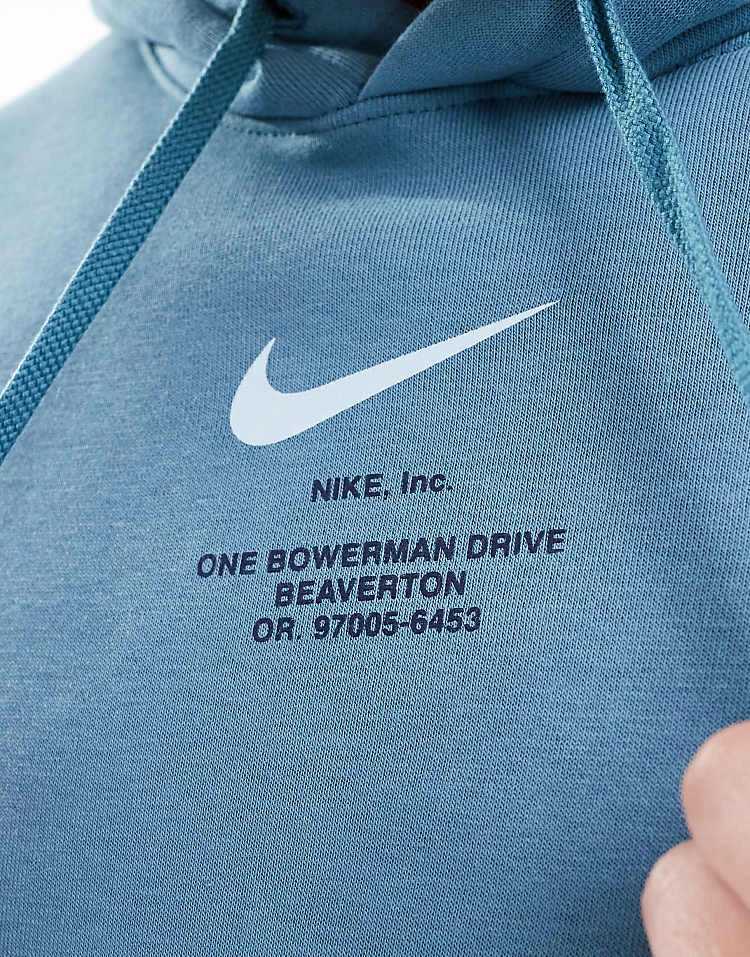 NIKE, Inc.
ONE BOWERMAN DRIVE
BEAVERTON
OR. 97005-6453